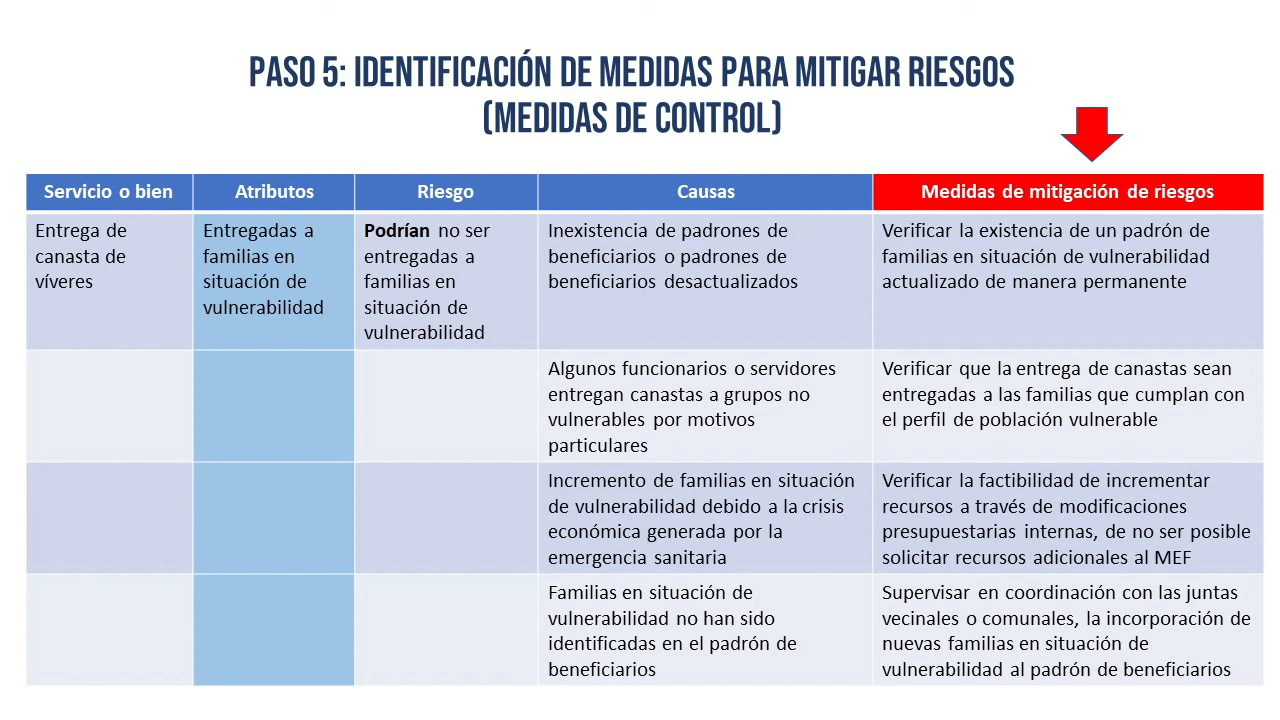 PASO 5: IDENTIFICACIÓN DE MEDIDAS PARA MITIGAR RIESGOS
(MEDIDAS DE CONTROL)
Servicio o bien
Atributos
Riesgo
Causas
Medidas de mitigación de riesgos
Entrega de
canasta de
víveres
Entregadas a
familias en
situación de
vulnerabilidad
Podrían no ser
entregadas a
familias en
situación de
vulnerabilidad
Inexistencia de padrones de
beneficiarios o padrones de
beneficiarios desactualizados
Verificar la existencia de un padrón de
familias en situación de vulnerabilidad
actualizado de manera permanente
Algunos funcionarios o servidores
entregan canastas a grupos no
vulnerables por motivos
particulares
Verificar que la entrega de canastas sean
entregadas a las familias que cumplan con
el perfil de población vulnerable
Incremento de familias en situación
de vulnerabilidad debido a la crisis
económica generada por la
emergencia sanitaria
Verificar la factibilidad de incrementar
recursos a través de modificaciones
presupuestarias internas, de no ser posible
solicitar recursos adicionales al MEF
Familias en situación de
vulnerabilidad no han sido
identificadas en el padrón de
beneficiarios
Supervisar en coordinación con las juntas
vecinales o comunales, la incorporación de
nuevas familias en situación de
vulnerabilidad al padrón de beneficiarios